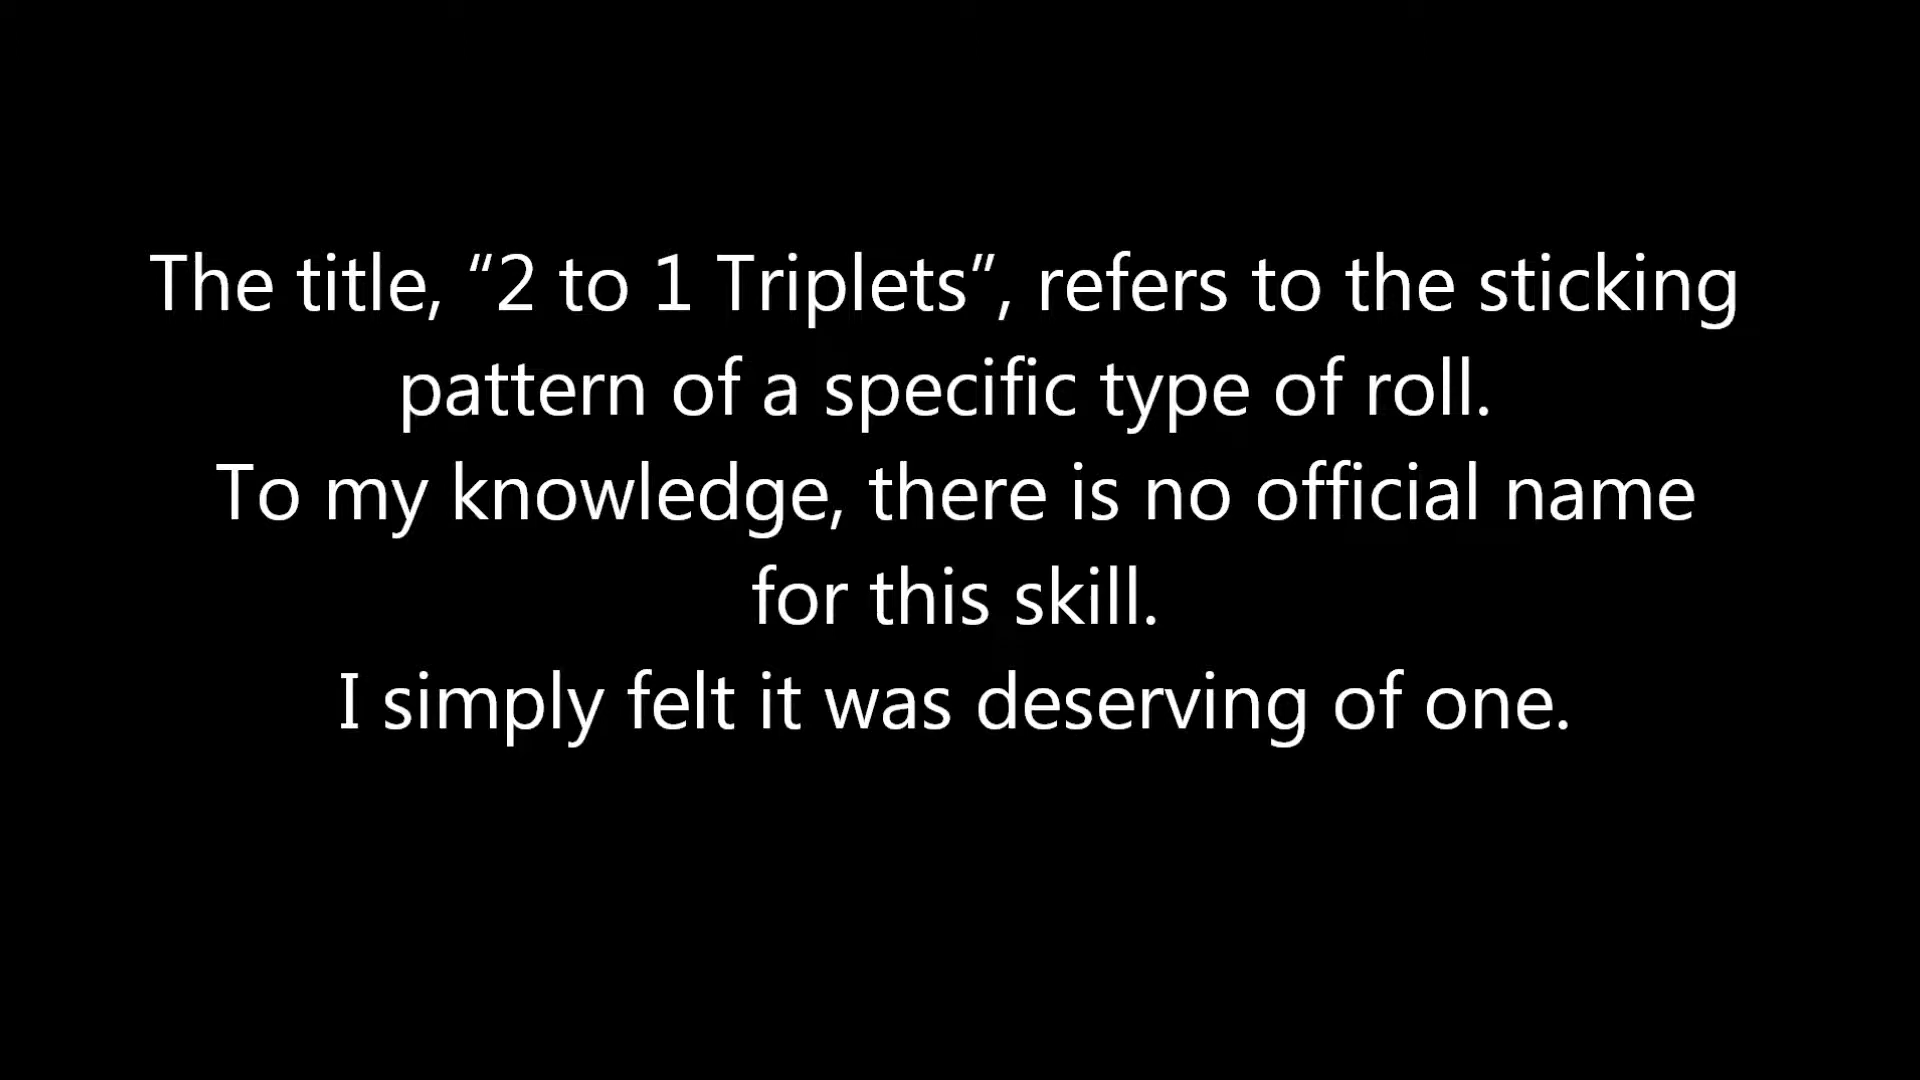 The title, “2 to 1 Triplets”, refers to the sticking
pattern of a specific type of roll.
To my knowledge, there is no official name
for this skill.
I simply felt it was deserving of one.